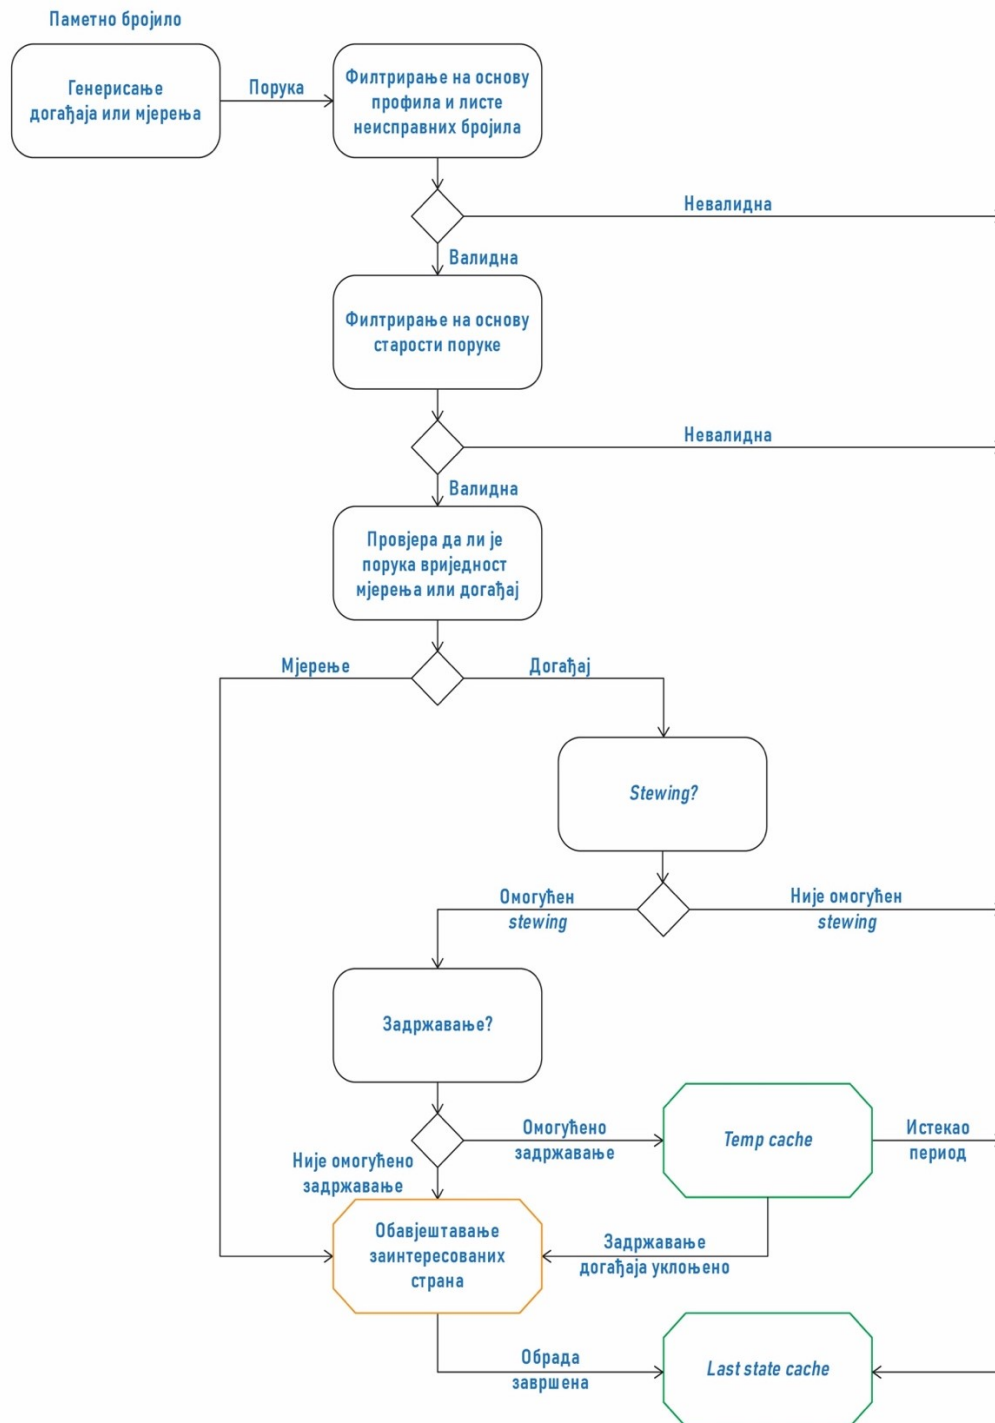 Паметно бројило
Генерисање
догађаја или мјерења
Порука
Филтрирање на основу
профила и листе
неисправних бројила
Невалидна
Валидна
Филтрирање на основу
старости поруке
Невалидна
Валидна
Провјера да ли је
порука вриједност
мјерења или догађај
Мјерење
Догађај
Stewing?
Омогућен
stewing
Није омогућен
stewing
Задржавање?
Омогућено
задржавање
Temp cache
Истекао
период
Није омогућено
задржавање
Обавјештавање
заинтересованих
страна
Задржавање
догађаја уклоњено
Обрада
завршена
Last state cache